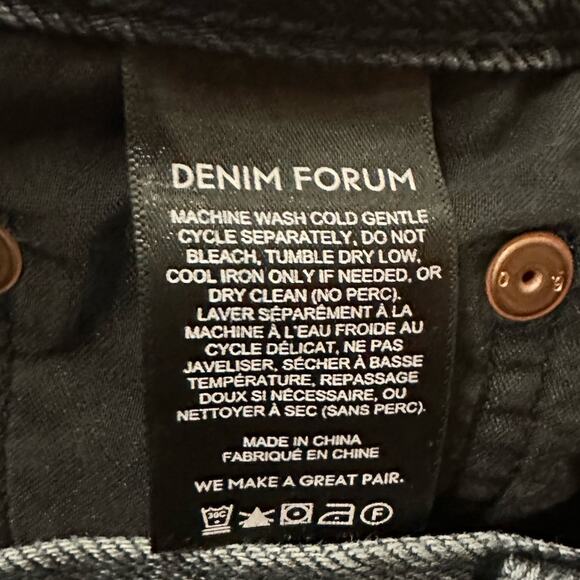 DENIM FORUM
MACHINE WASH COLD GENTLE
CYCLE SEPARATELY, DO NOT
BLEACH, TUMBLE DRY LOW,
COOL IRON ONLY IF NEEDED, OR
DRY CLEAN (NO PERC).
LAVER SÉPARÉMENT À LA
MACHINE À L'EAU FROIDE AU
CYCLE DÉLICAT, NE PAS
JAVELISER, SÉCHER À BASSE
TEMPÉRATURE, REPASSAGE
DOUX SI NÉCESSAIRE, OU
NETTOYER À SEC (SANS PERC).
MADE IN CHINA
FABRIQUÉ EN CHINE
WE MAKE A GREAT PAIR.
30C F